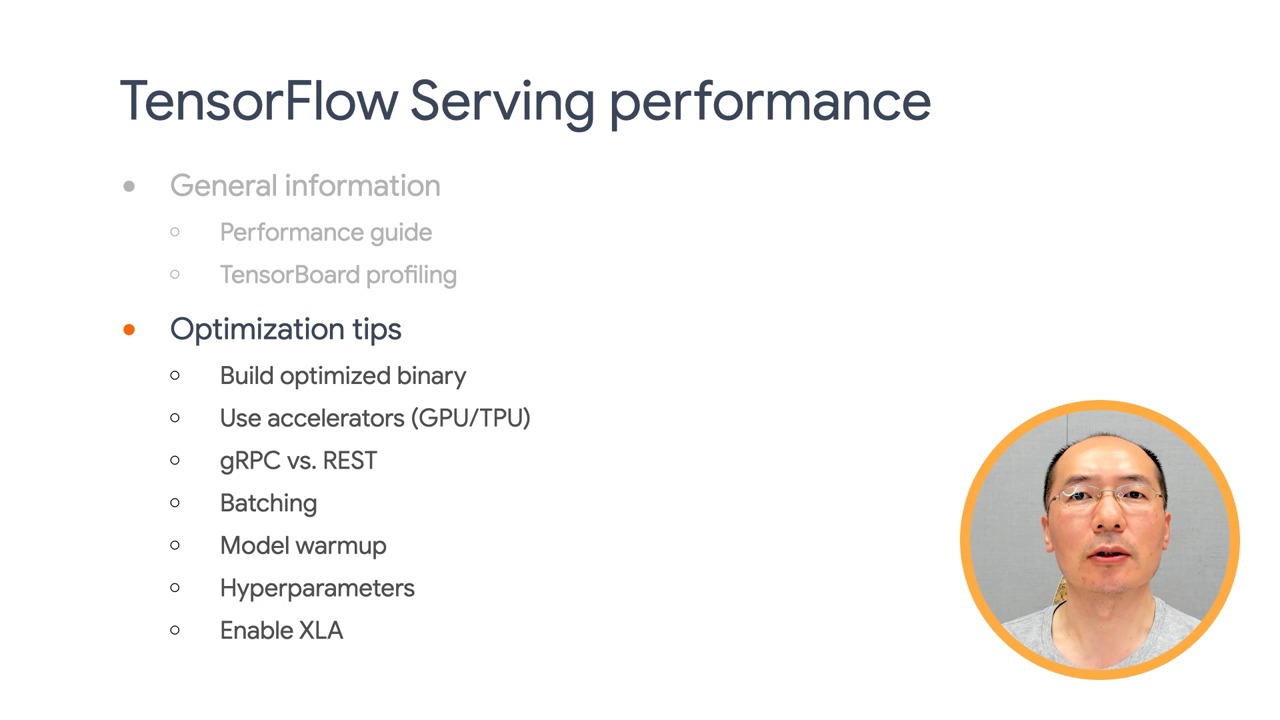 TensorFlow Serving performance
General information
Performance guide
TensorBoard profiling
Optimization tips
Build optimized binary
Use accelerators (GPU/TPU)
gRPC vs. REST
Batching
Model warmup
Hyperparameters
Enable XLA